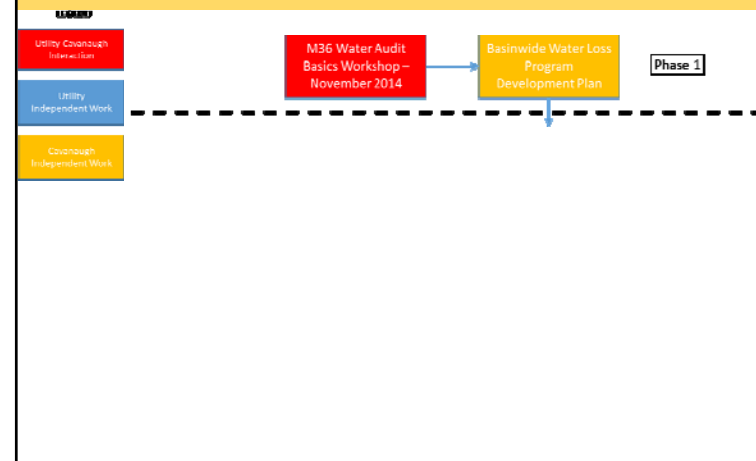 Utility Cavanaugh
Interaction
Utility
Independent Work
Cavanaugh
Independent Work
M36 Water Audit
Basics Workshop –
November 2014
Basinwide Water Loss
Program
Development Plan
Phase 1